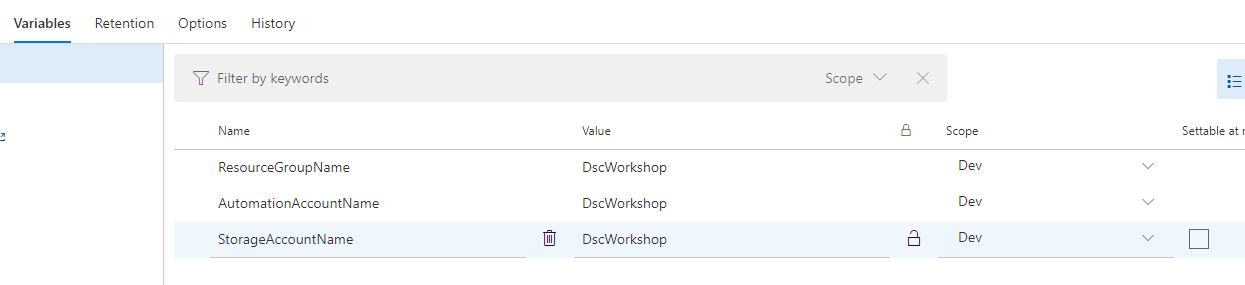 Variables Retention Options History
Filter by keywords Scope
Name Value Scope Settable at r
ResourceGroupName DscWorkshop Dev
AutomationAccountName DscWorkshop Dev
StorageAccountName DscWorkshop Dev